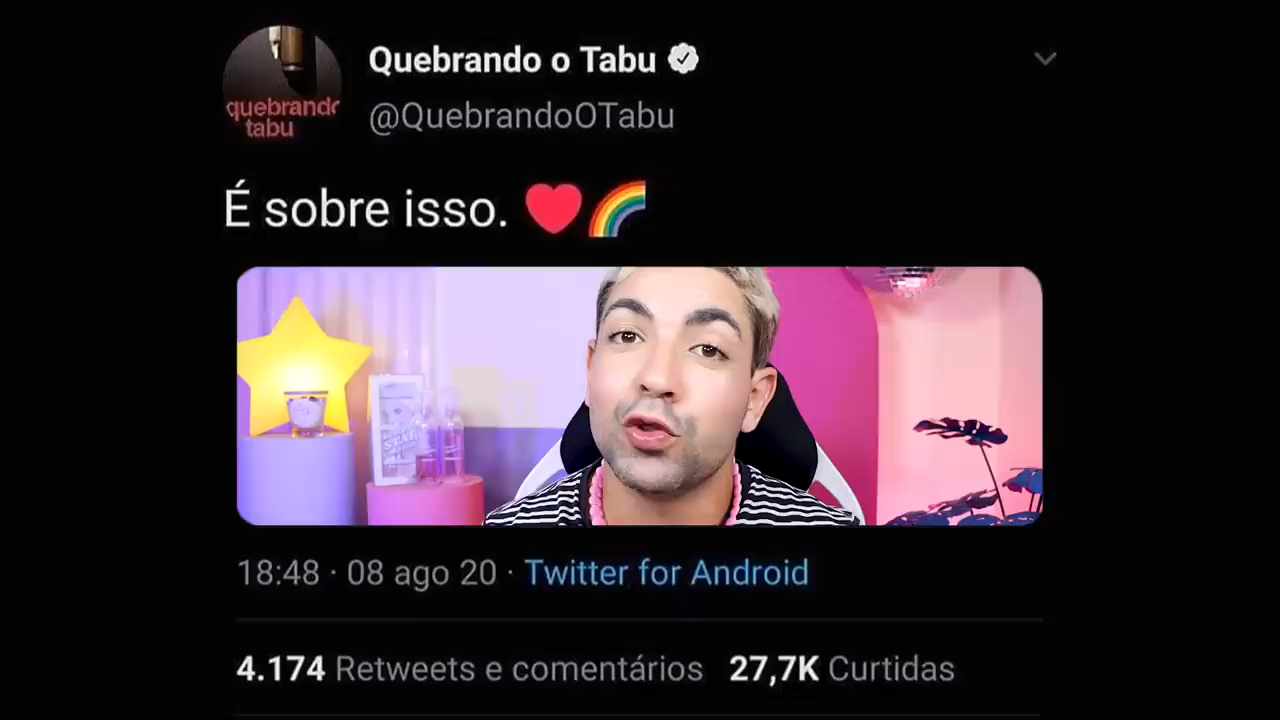 Quebrando o Tabu
quebrando
tabu
@QuebrandoOTabu
É sobre isso. ❤️🌈
18:48 · 08 ago 20 · Twitter for Android
4.174 Retweets e comentários 27,7K Curtidas